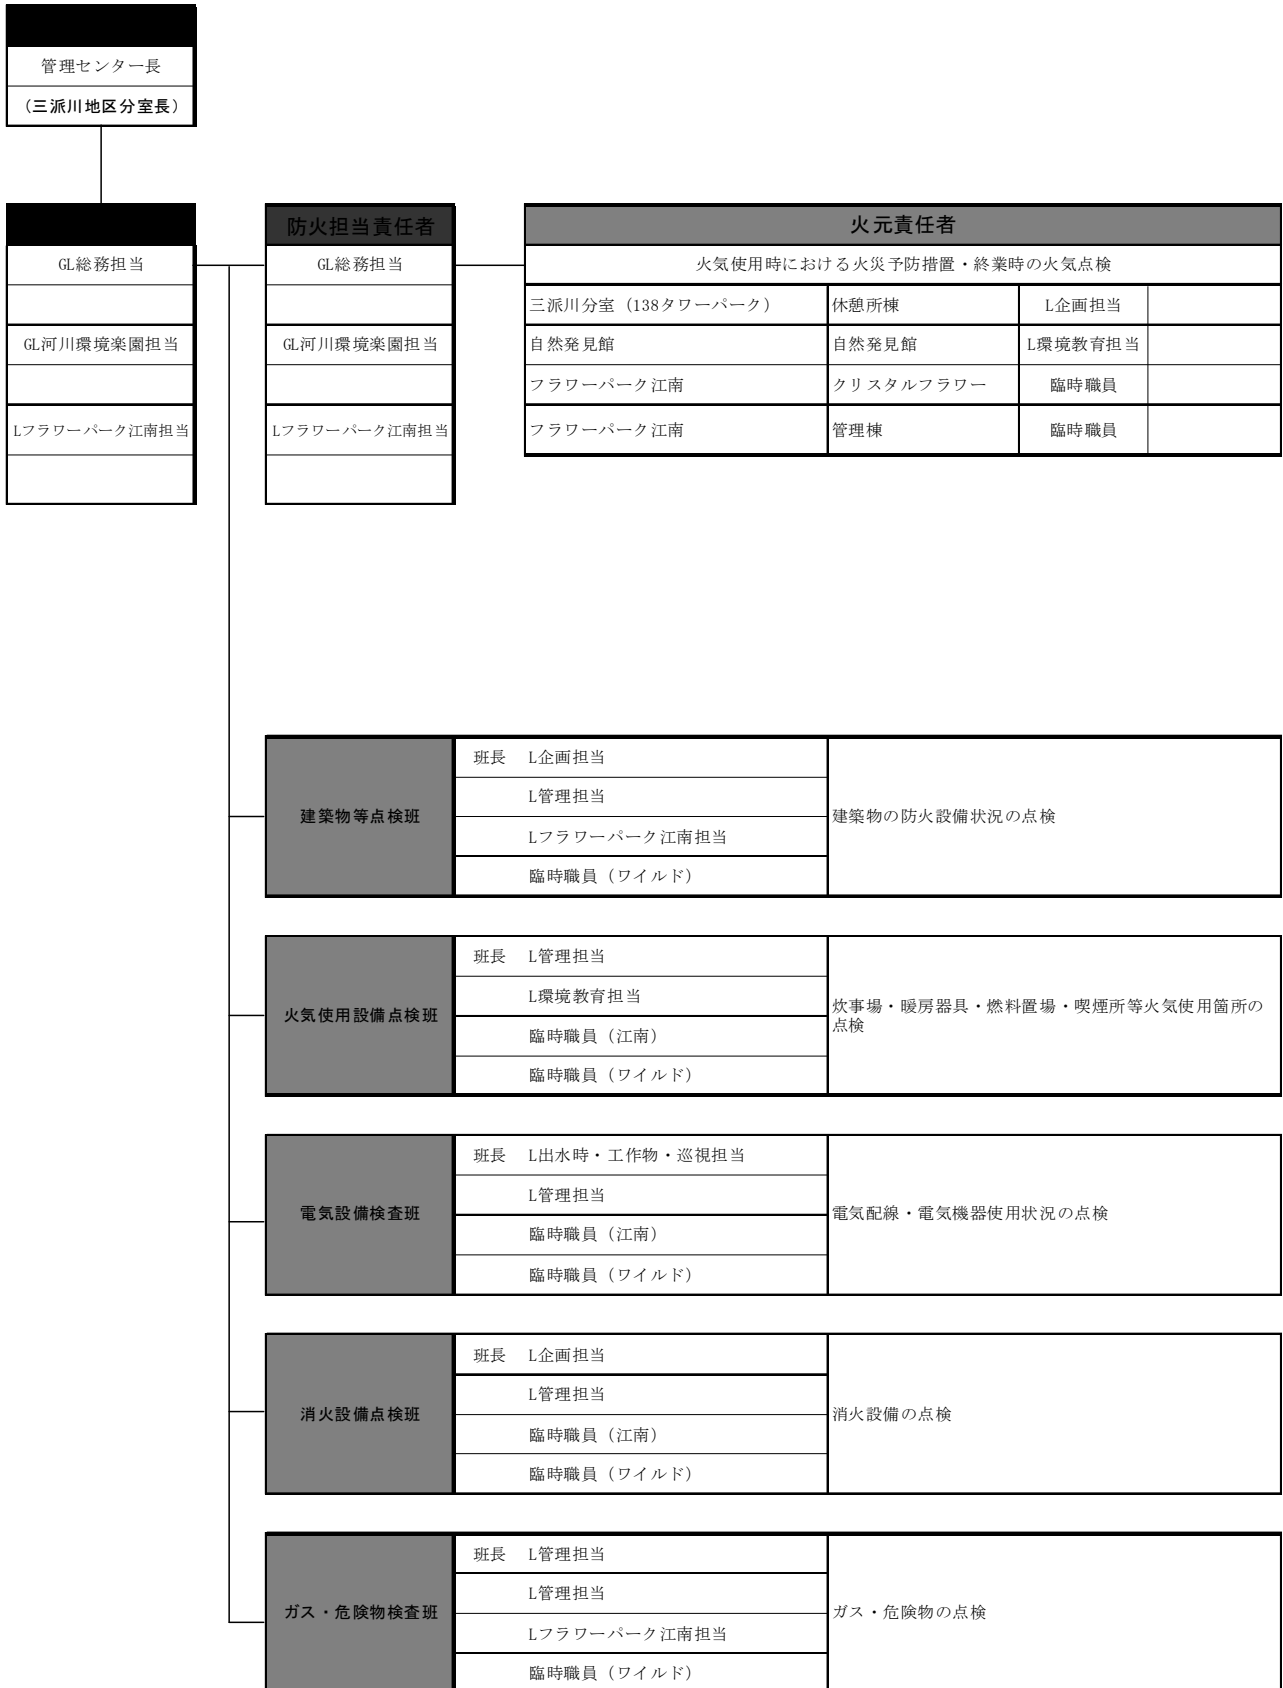 管理センター長
（三派川地区分室長）
防火担当責任者
火元責任者
GL総務担当
GL総務担当
火気使用時における火災予防措置・終業時の火気点検
三派川分室（138タワーパーク） 休憩所棟 L企画担当
GL河川環境楽園担当
GL河川環境楽園担当
自然発見館 自然発見館 L環境教育担当
フラワーパーク江南 クリスタルフラワー 臨時職員
Lフラワーパーク江南担当
Lフラワーパーク江南担当
フラワーパーク江南 管理棟 臨時職員
建築物等点検班
班長 L企画担当
L管理担当
Lフラワーパーク江南担当
臨時職員（ワイルド）
建築物の防火設備状況の点検
火気使用設備点検班
班長 L管理担当
L環境教育担当
臨時職員（江南）
臨時職員（ワイルド）
炊事場・暖房器具・燃料置場・喫煙所等火気使用箇所の
点検
電気設備検査班
班長 L出水時・工作物・巡視担当
L管理担当
臨時職員（江南）
臨時職員（ワイルド）
電気配線・電気機器使用状況の点検
消火設備点検班
班長 L企画担当
L管理担当
臨時職員（江南）
臨時職員（ワイルド）
消火設備の点検
ガス・危険物検査班
班長 L管理担当
L管理担当
Lフラワーパーク江南担当
臨時職員（ワイルド）
ガス・危険物の点検